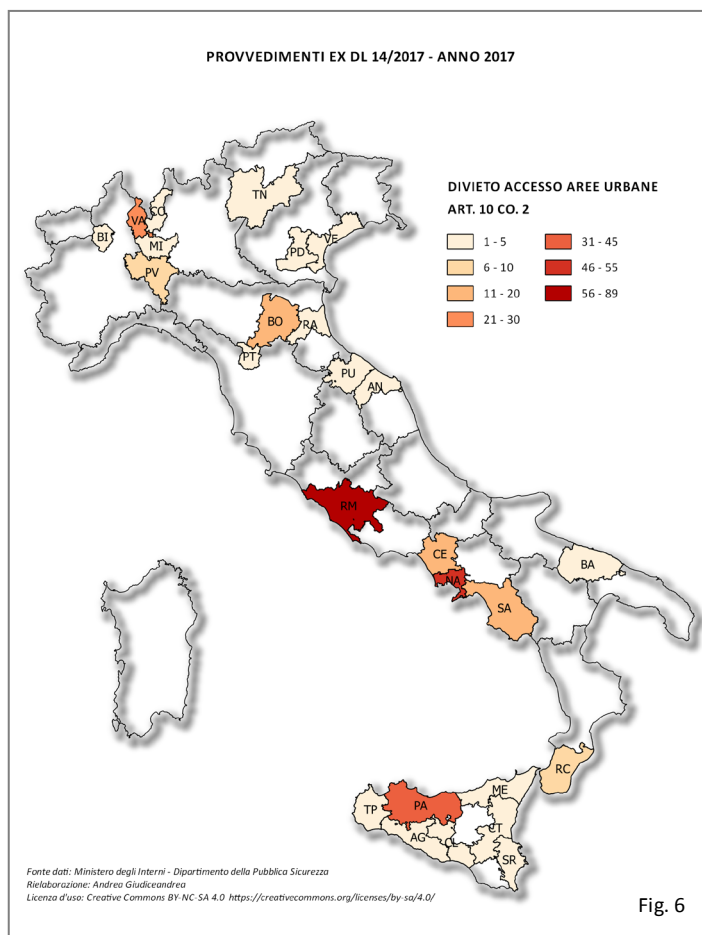 PROVVEDIMENTI EX DL 14/2017 - ANNO 2017
DIVIETO ACCESSO AREE URBANE
ART. 10 CO. 2
1 - 5
31 - 45
6 - 10
46 - 55
11 - 20
56 - 89
21 - 30
TN
VA
CO
BI
MI
VE
PD
PV
BO
RA
PT
PU
AN
RM
CE
NA
BA
SA
RC
ME
TP
PA
CT
AG
SR
Fonte dati: Ministero degli Interni - Dipartimento della Pubblica Sicurezza
Rielaborazione: Andrea Giudiceandrea
Licenza d'uso: Creative Commons BY-NC-SA 4.0 https://creativecommons.org/licenses/by-sa/4.0/
Fig. 6